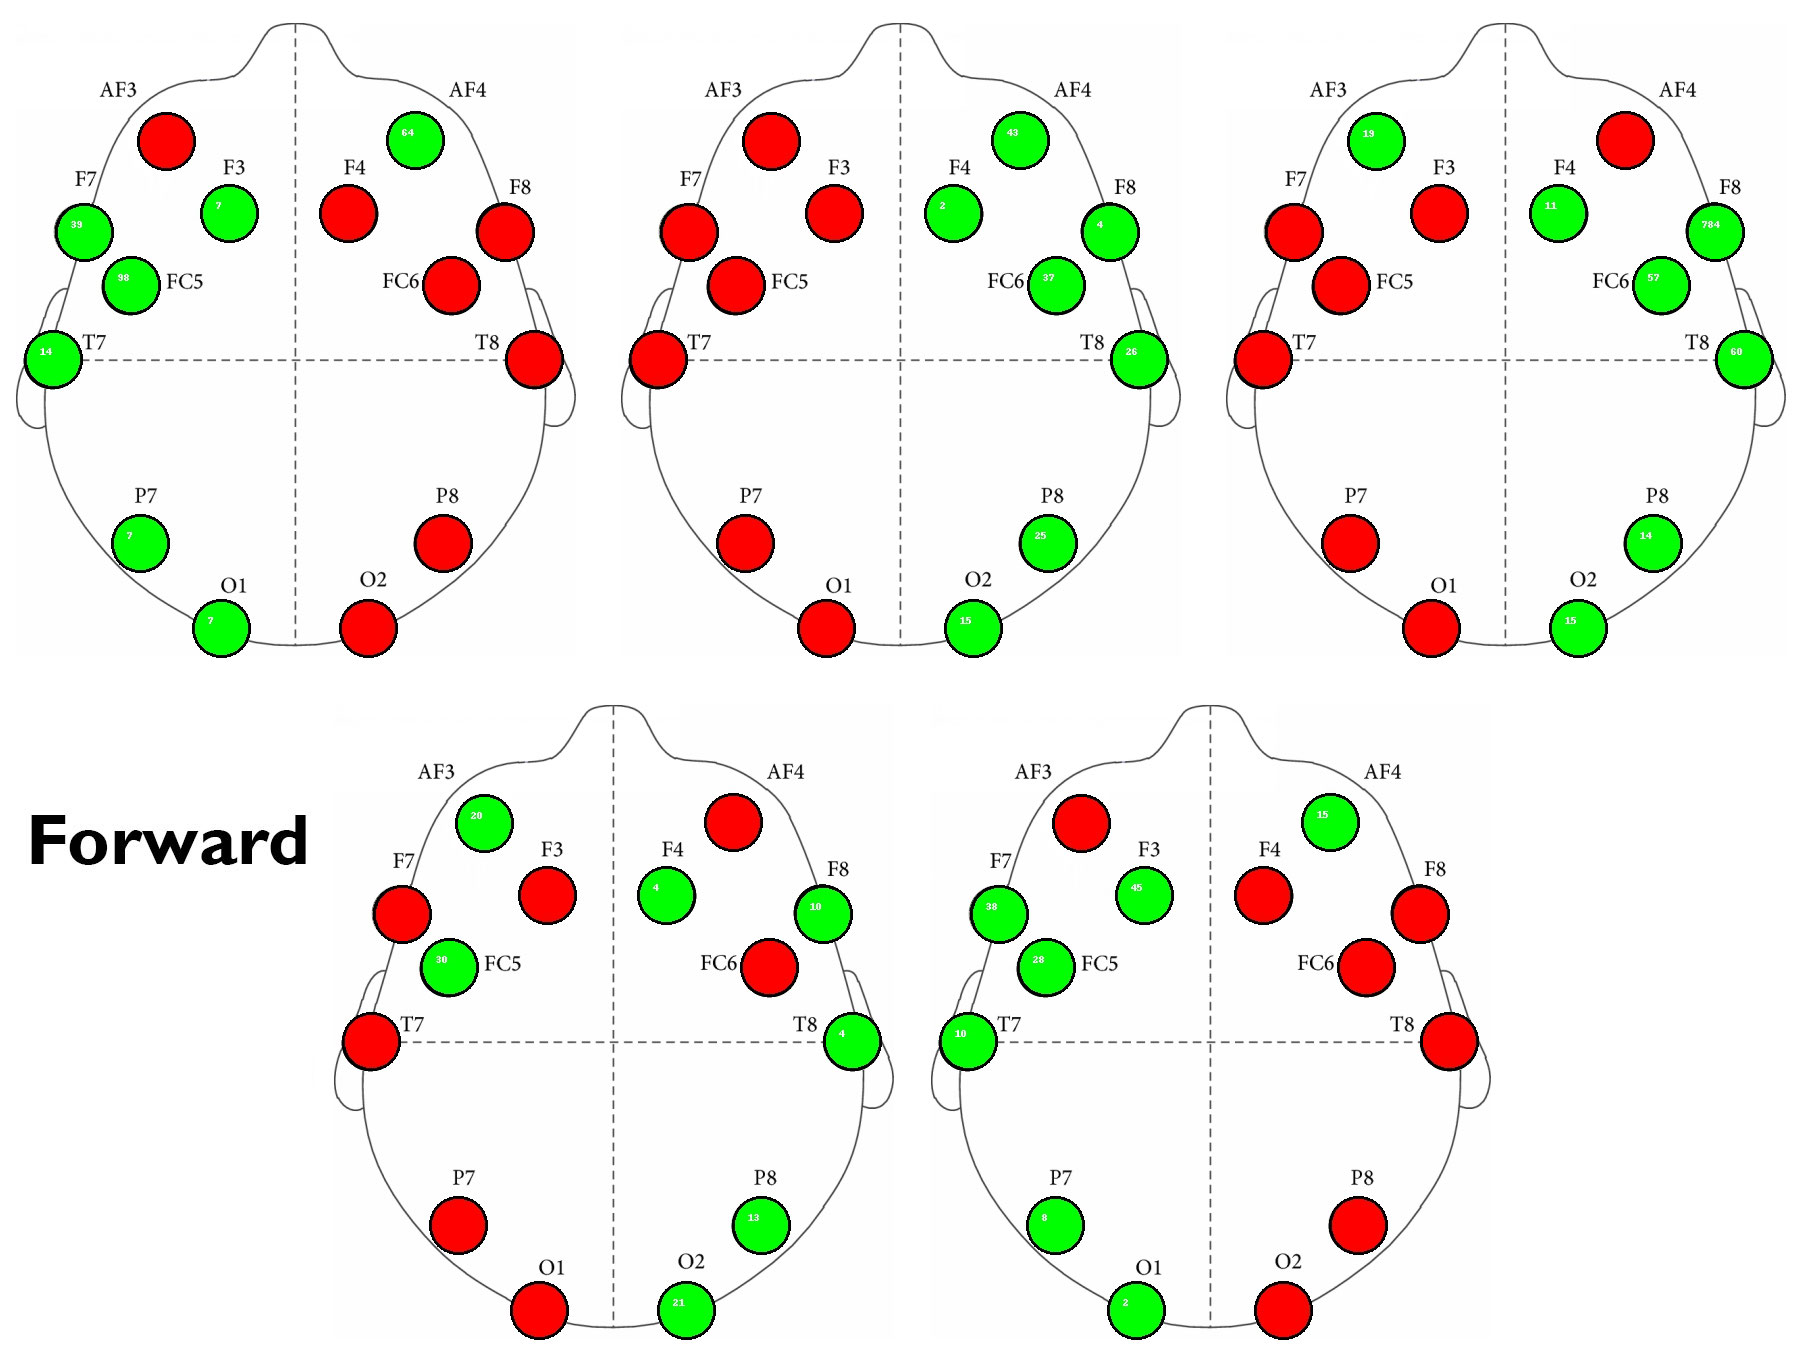 AF3 AF4
64
F7 F3 F4 F8
39 7
98 FC5 FC6
14 T7 T8
P7 P8
7
O1 O2
7
AF3 AF4
43
F7 F3 F4 F8
2 4
FC5 FC6 37
T7 T8 26
P7 P8
25
O1 O2
15
AF3 AF4
19
F7 F3 F4 F8
11 784
FC5 FC6 57
T7 T8 60
P7 P8
14
O1 O2
15
Forward
AF3 AF4
20
F7 F3 F4 F8
4 10
30 FC5 FC6
T7 T8 4
P7 P8
13
O1 O2
21
AF3 AF4
15
F7 F3 F4 F8
38 45
28 FC5 FC6
10 T7 T8
P7 P8
8
O1 O2
2